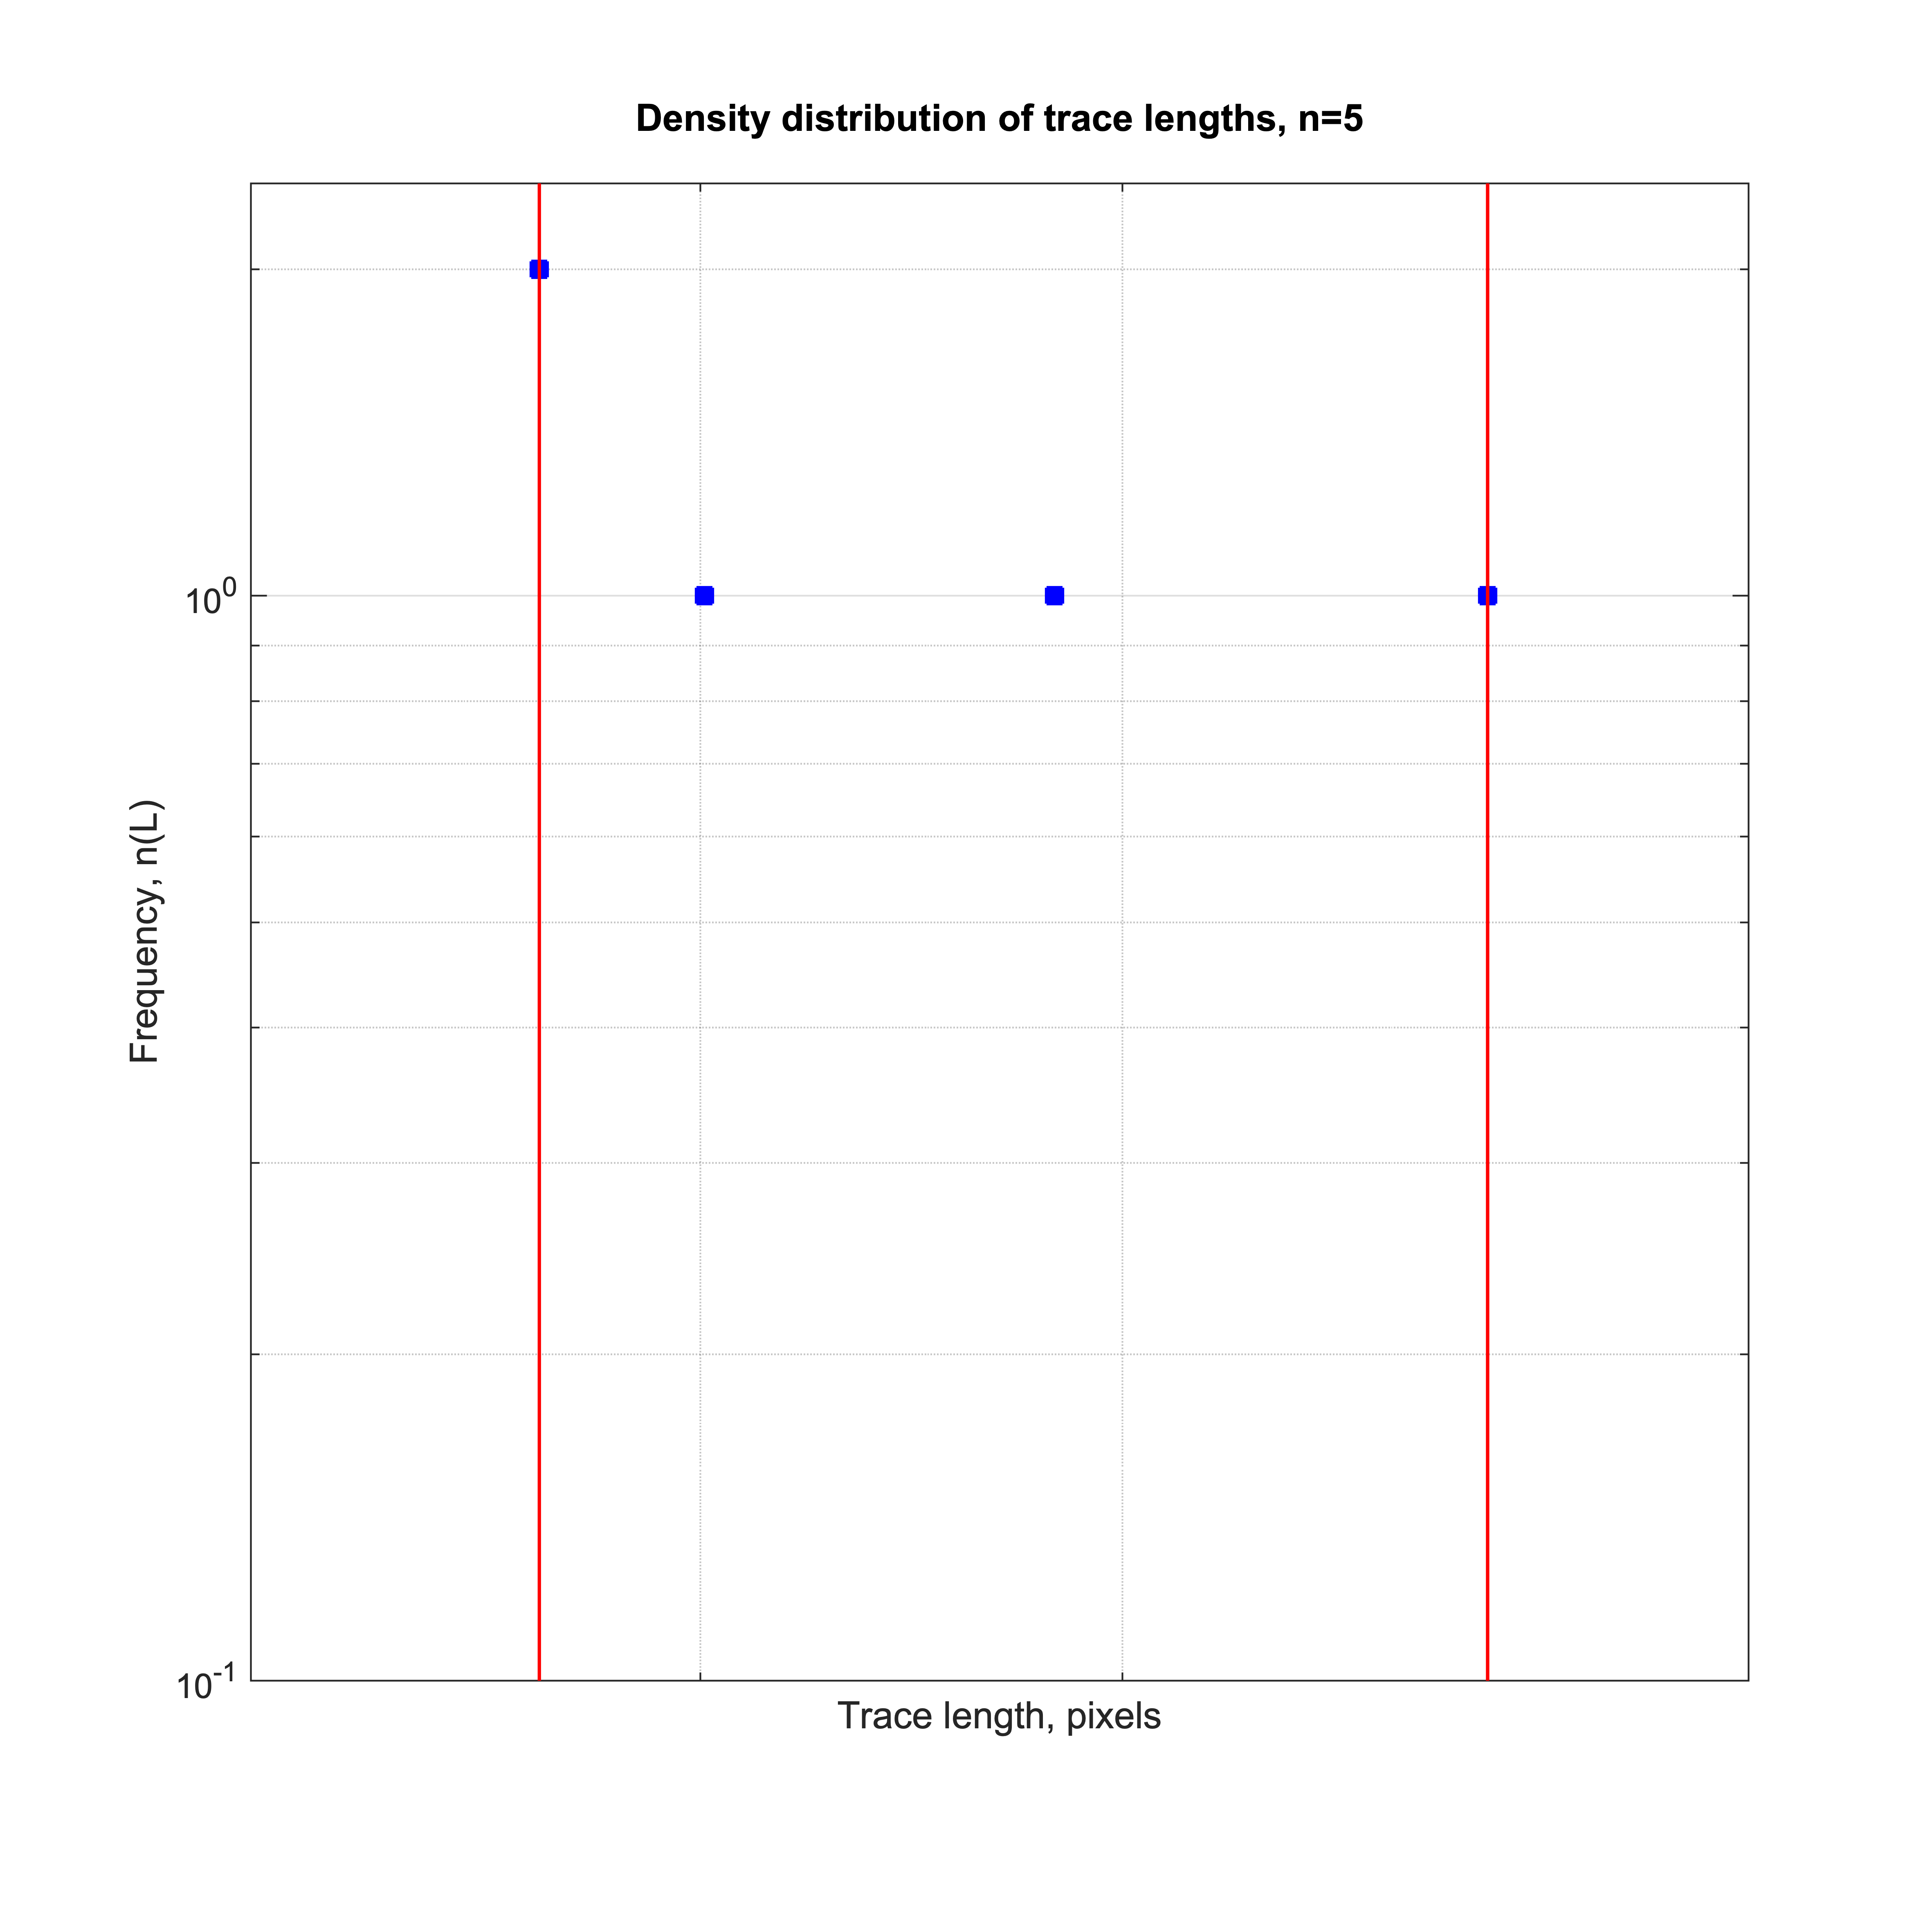 Density distribution of trace lengths, n=5
10^0
Frequency, n(L)
10^-1
Trace length, pixels